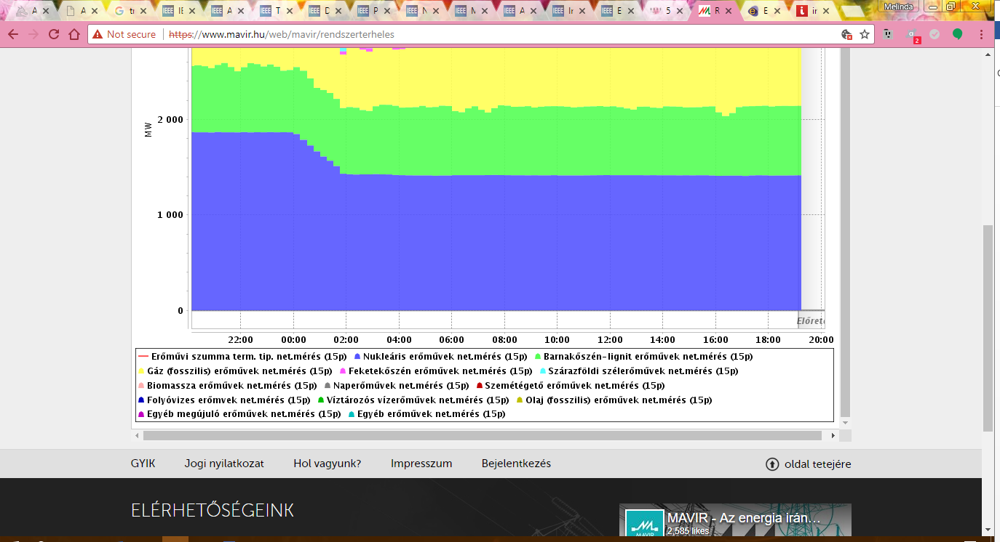 A
A
tr
IE
A
T
D
P
N
M
A
Ir
E
5
R
E
ir
Melinda
Not secure https://www.mavir.hu/web/mavir/rendszerterheles
2
MW
2 000
1 000
0
Előrete
22:00 00:00 02:00 04:00 06:00 08:00 10:00 12:00 14:00 16:00 18:00 20:00
Erőművi szumma term. tip. net.mérés (15p) Nukleáris erőművek net.mérés (15p) Barnakőszén-lignit erőművek net.mérés (15p)
Gáz (fosszilis) erőművek net.mérés (15p) Feketekőszén erőművek net.mérés (15p) Szárazföldi szélerőművek net.mérés (15p)
Biomassza erőművek net.mérés (15p) Naperőművek net.mérés (15p) Szemétégető erőművek net.mérés (15p)
Folyóvizes erőmvek net.mérés (15p) Víztározós vízerőművek net.mérés (15p) Olaj (fosszilis) erőművek net.mérés (15p)
Egyéb megújuló erőművek net.mérés (15p) Egyéb erőművek net.mérés (15p)
GYIK Jogi nyilatkozat Hol vagyunk? Impresszum Bejelentkezés oldal tetejére
ELÉRHETŐSÉGEINK
MAVIR - Az energia irán...
2,585 likes
MAVIR